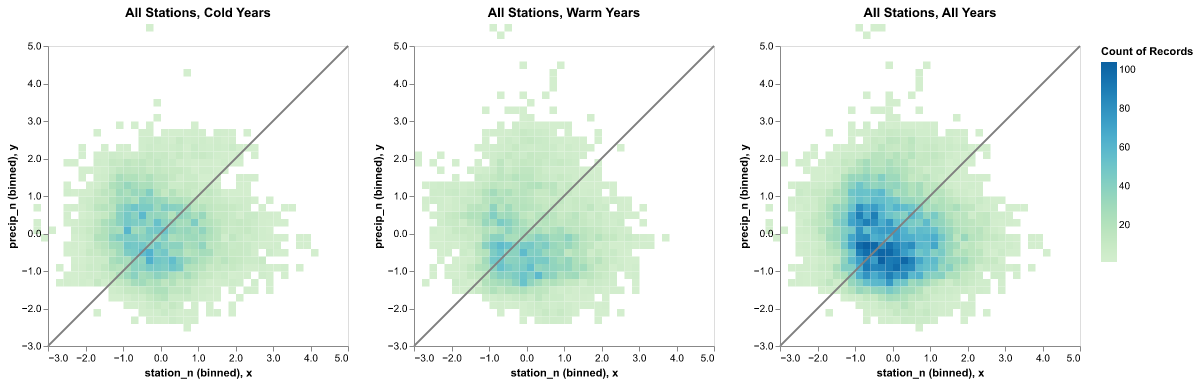 All Stations, Cold Years
All Stations, Warm Years
All Stations, All Years
Count of Records
100
80
60
40
20
5.0
4.0
3.0
2.0
1.0
0.0
−1.0
−2.0
−3.0
precip_n (binned), y
−3.0 −2.0 −1.0 0.0 1.0 2.0 3.0 4.0 5.0
station_n (binned), x
5.0
4.0
3.0
2.0
1.0
0.0
−1.0
−2.0
−3.0
precip_n (binned), y
−3.0 −2.0 −1.0 0.0 1.0 2.0 3.0 4.0 5.0
station_n (binned), x
5.0
4.0
3.0
2.0
1.0
0.0
−1.0
−2.0
−3.0
precip_n (binned), y
−3.0 −2.0 −1.0 0.0 1.0 2.0 3.0 4.0 5.0
station_n (binned), x